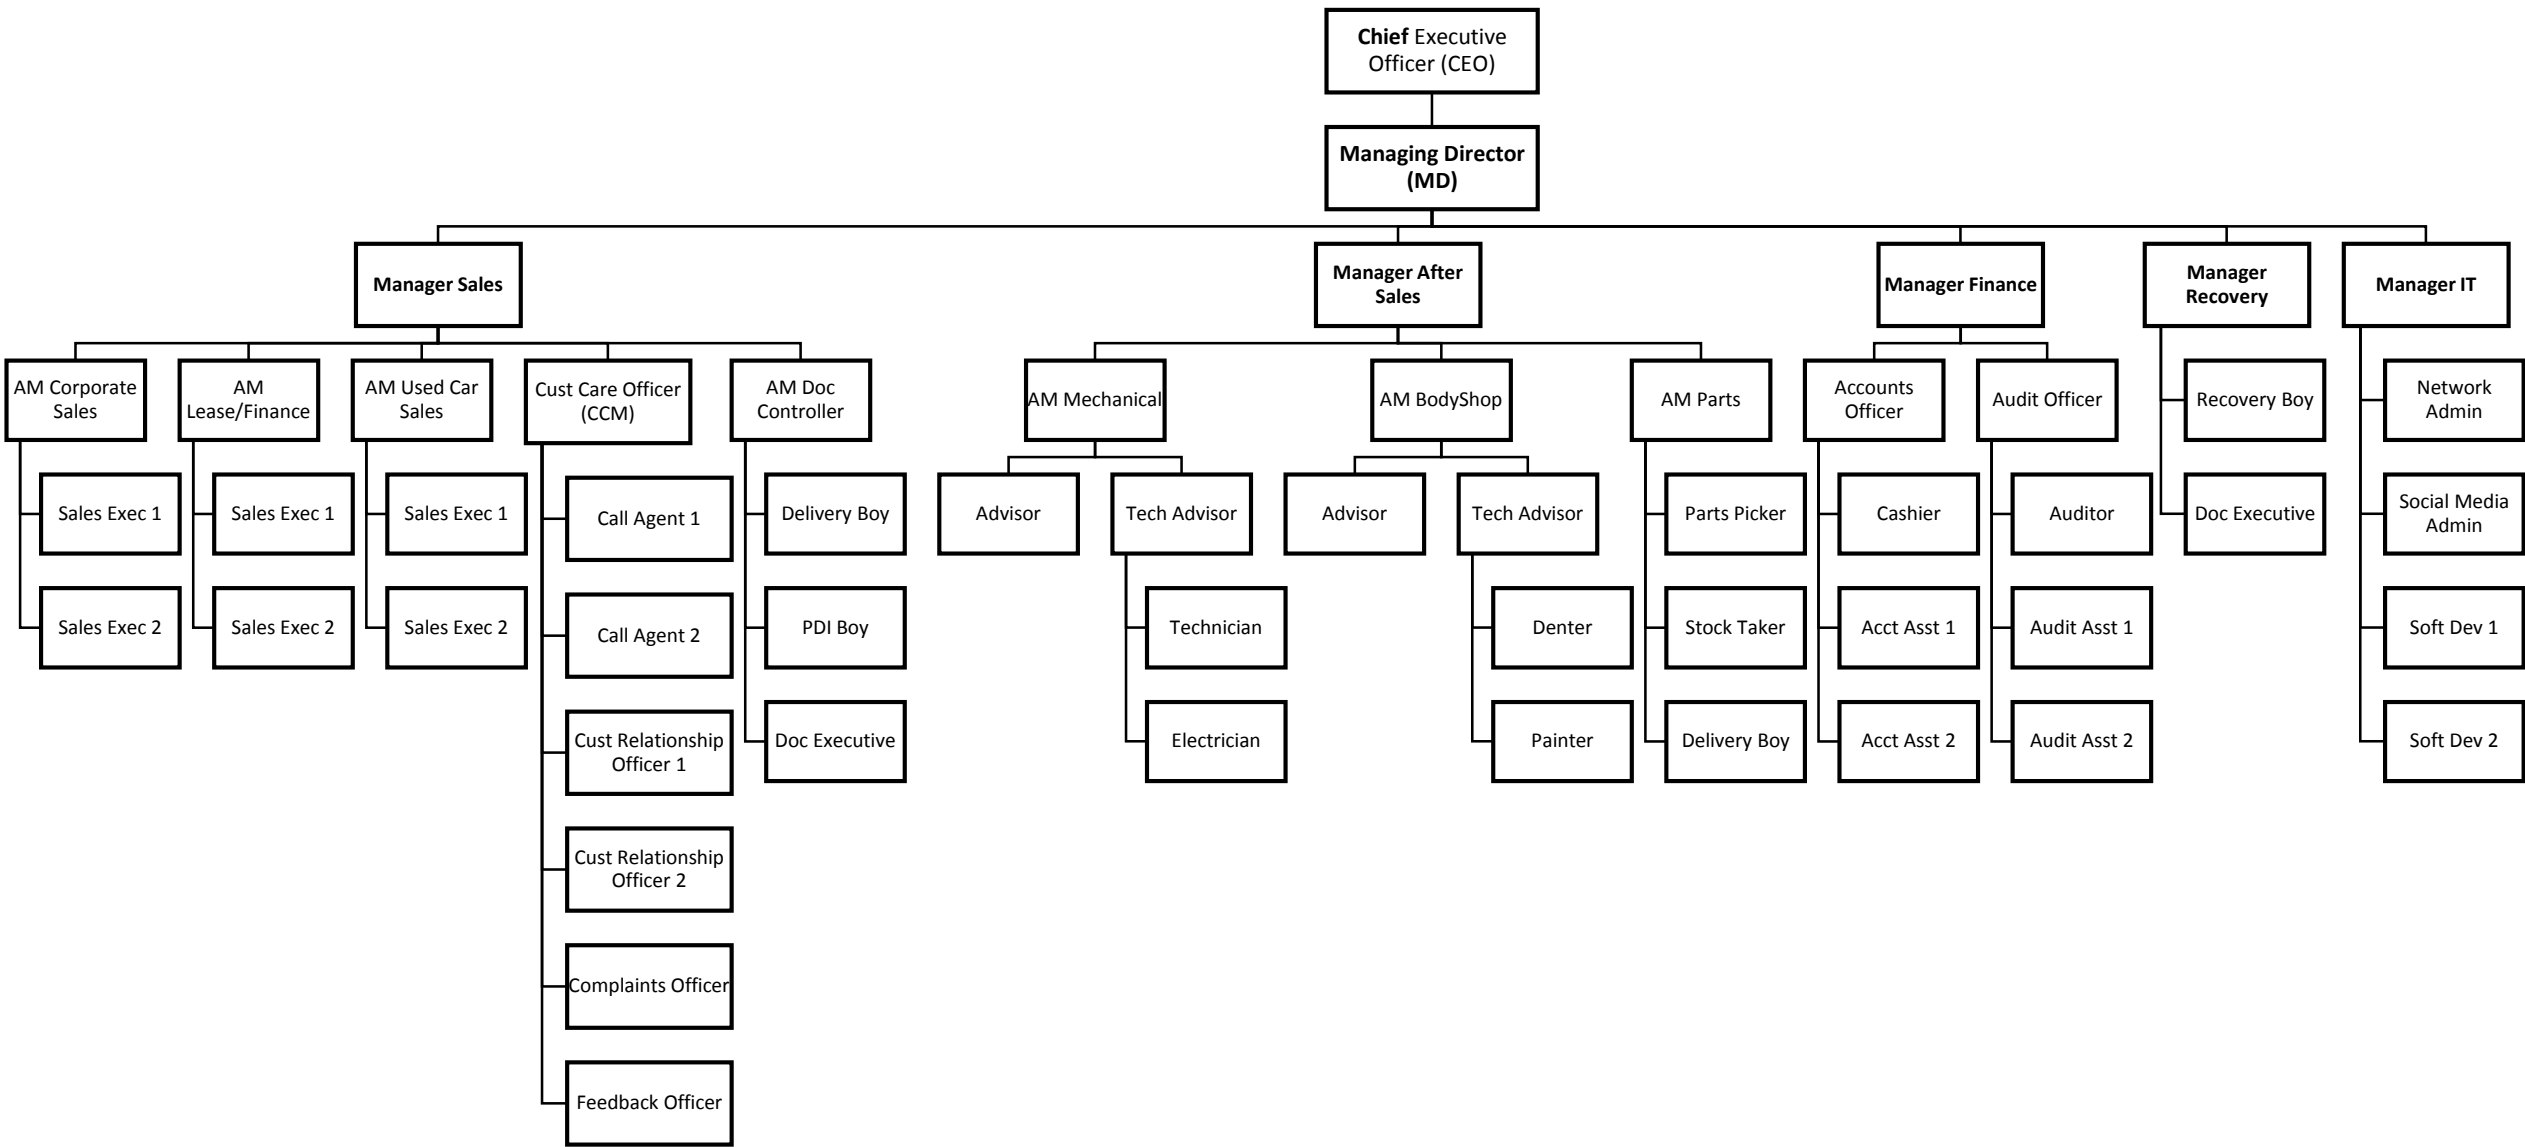 Chief Executive
Officer (CEO)
Managing Director
(MD)
Manager Sales
Manager After
Sales
Manager Finance
Manager
Recovery
Manager IT
AM Corporate
Sales
AM
Lease/Finance
AM Used Car
Sales
Cust Care Officer
(CCM)
AM Doc
Controller
AM Mechanical
AM BodyShop
AM Parts
Accounts
Officer
Audit Officer
Recovery Boy
Network
Admin
Sales Exec 1
Sales Exec 1
Sales Exec 1
Call Agent 1
Delivery Boy
Advisor
Tech Advisor
Advisor
Tech Advisor
Parts Picker
Cashier
Auditor
Doc Executive
Social Media
Admin
Sales Exec 2
Sales Exec 2
Sales Exec 2
Call Agent 2
PDI Boy
Technician
Denter
Stock Taker
Acct Asst 1
Audit Asst 1
Soft Dev 1
Cust Relationship
Officer 1
Doc Executive
Electrician
Painter
Delivery Boy
Acct Asst 2
Audit Asst 2
Soft Dev 2
Cust Relationship
Officer 2
Complaints Officer
Feedback Officer